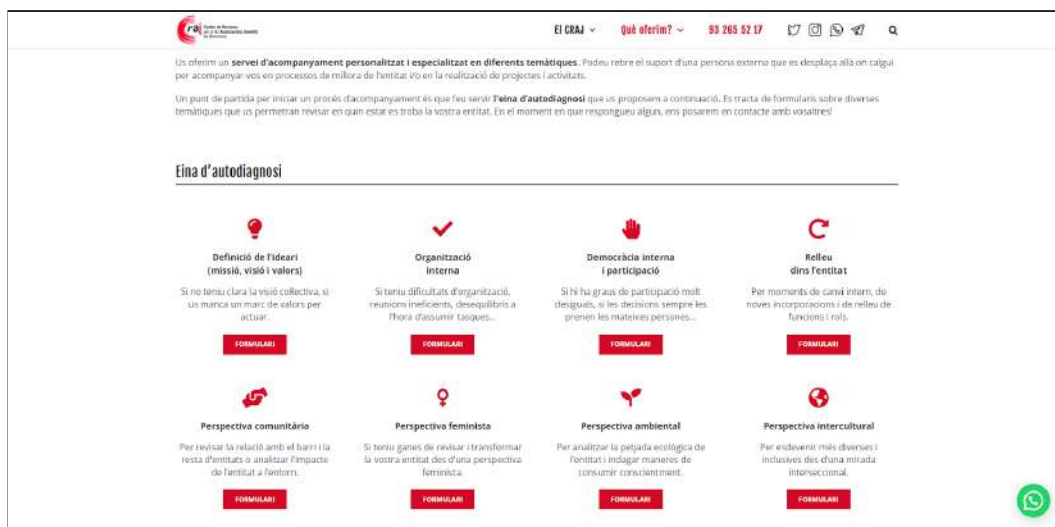 craj
El CRAJ
Què oferim?
93 265 52 17
Us oferim un servei d'acompanyament personalitzat i especialitzat en diferents temàtiques. Podeu rebre el suport d'una persona externa que es desplaça allà on calgui
per acompanyar-vos en processos de millora de l'entitat i/o en la realització de projectes i activitats.
Un punt de partida per iniciar un procés d'acompanyament és que feu servir l'eina d'autodiagnosi que us proposem a continuació. Es tracta de formularis sobre diverses
temàtiques que us permetran revisar en quin estat es troba la vostra entitat. En el moment en que respongueu algun, ens posarem en contacte amb vosaltres!
Eina d'autodiagnosi
Definició de l'ideari
(missió, visió i valors)
Si no teniu clara la visió col·lectiva, si
us manca un marc de valors per
actuar.
FORMULARI
Organització
interna
Si teniu dificultats d'organització,
reunions ineficients, desequilibris a
l'hora d'assumir tasques...
FORMULARI
Democràcia interna
i participació
Si hi ha graus de participació molt
desiguals, si les decisions sempre les
prenen les mateixes persones...
FORMULARI
Relleu
dins l'entitat
Per moments de canvi intern, de
noves incorporacions i de relleu de
funcions i rols.
FORMULARI
Perspectiva comunitària
Per revisar la relació amb el barri i la
resta d'entitats o analitzar l'impacte
de l'entitat a l'entorn.
FORMULARI
Perspectiva feminista
Si teniu ganes de revisar i transformar
la vostra entitat des d'una perspectiva
feminista.
FORMULARI
Perspectiva ambiental
Per analitzar la petjada ecològica de
l'entitat i indagar maneres de
consumir conscientment.
FORMULARI
Perspectiva intercultural
Per esdevenir més diverses i
inclusives des d'una mirada
interseccional.
FORMULARI